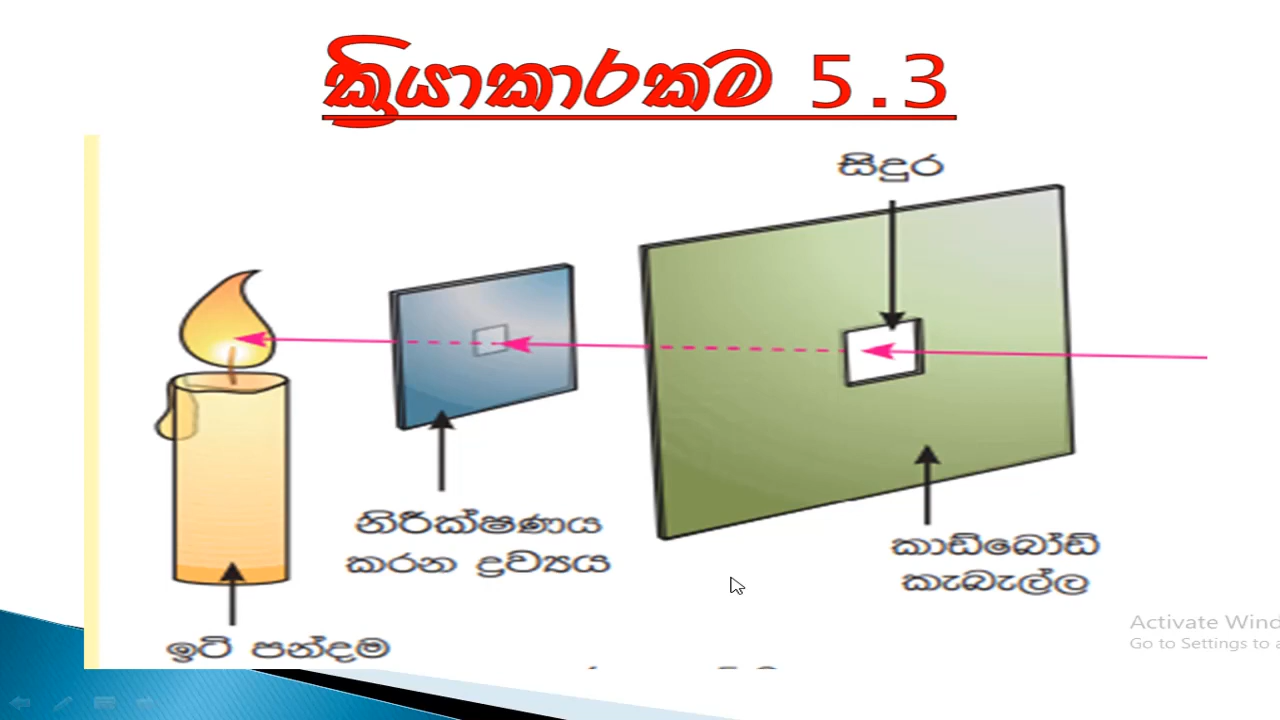 ක්‍රියාකාරකම 5.3
සිදුර
නිරීක්ෂණය
කරන ද්‍රව්‍යය
කාඩ්බෝඩ්
කැබැල්ල
ඉටි පන්දම
Activate Wind
Go to Settings to a